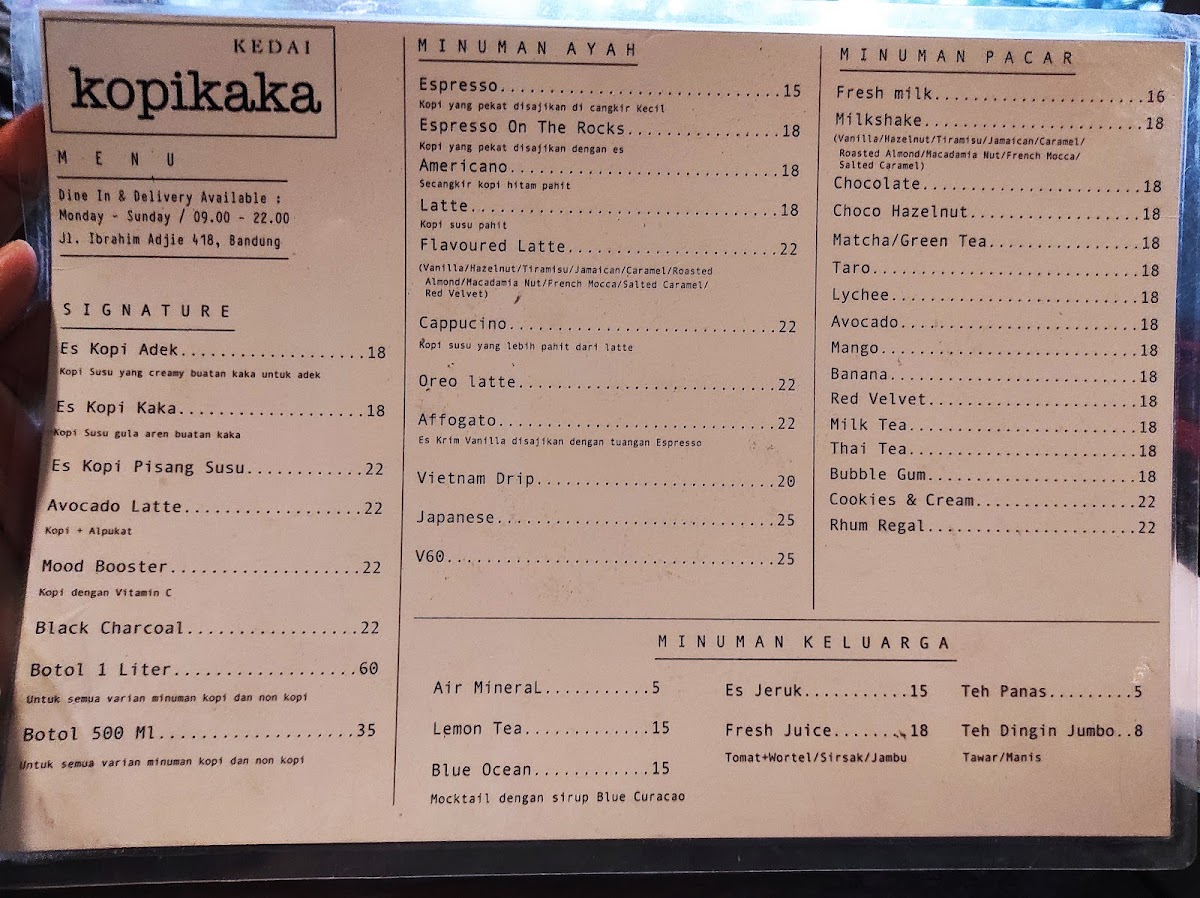 KEDAI
kopikaka
MENU
Dine In & Delivery Available :
Monday - Sunday / 09.00 - 22.00
Jl. Ibrahim Adjie 418, Bandung
SIGNATURE
Es Kopi Adek..................18
Kopi Susu yang creamy buatan kaka untuk adek
Es Kopi Kaka..................18
Kopi Susu gula aren buatan kaka
Es Kopi Pisang Susu...........22
Avocado Latte.................22
Kopi + Alpukat
Mood Booster..................22
Kopi dengan Vitamin C
Black Charcoal................22
Botol 1 Liter.................60
Untuk semua varian minuman kopi dan non kopi
Botol 500 Ml..................35
Untuk semua varian minuman kopi dan non kopi
MINUMAN AYAH
Espresso...........................15
Kopi yang pekat disajikan di cangkir Kecil
Espresso On The Rocks..............18
Kopi yang pekat disajikan dengan es
Americano..........................18
Secangkir kopi hitam pahit
Latte..............................18
Kopi susu pahit
Flavoured Latte....................22
(Vanilla/Hazelnut/Tiramisu/Jamaican/Caramel/Roasted
Almond/Macadamia Nut/French Mocca/Salted Caramel/
Red Velvet)
Cappucino..........................22
Kopi susu yang lebih pahit dari latte
Oreo latte.........................22
Affogato...........................22
Es Krim Vanilla disajikan dengan tuangan Espresso
Vietnam Drip.......................20
Japanese...........................25
V60................................25
MINUMAN PACAR
Fresh milk.....................16
Milkshake......................18
(Vanilla/Hazelnut/Tiramisu/Jamaican/Caramel/
Roasted Almond/Macadamia Nut/French Mocca/
Salted Caramel)
Chocolate......................18
Choco Hazelnut.................18
Matcha/Green Tea...............18
Taro...........................18
Lychee.........................18
Avocado........................18
Mango..........................18
Banana.........................18
Red Velvet.....................18
Milk Tea.......................18
Thai Tea.......................18
Bubble Gum.....................18
Cookies & Cream................22
Rhum Regal.....................22
MINUMAN KELUARGA
Air MineraL...........5
Lemon Tea............15
Blue Ocean............15
Mocktail dengan sirup Blue Curacao
Es Jeruk..........15
Fresh Juice.......18
Tomat+Wortel/Sirsak/Jambu
Teh Panas.........5
Teh Dingin Jumbo..8
Tawar/Manis